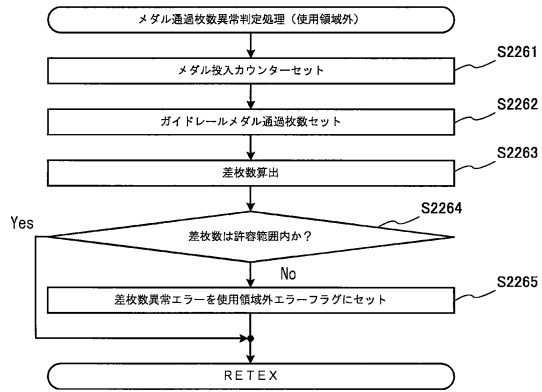 メダル通過枚数異常判定処理（使用領域外）
S2261
メダル投入カウンターセット
S2262
ガイドレールメダル通過枚数セット
S2263
差枚数算出
S2264
Yes
差枚数は許容範囲内か？
No
S2265
差枚数異常エラーを使用領域外エラーフラグにセット
RETEX